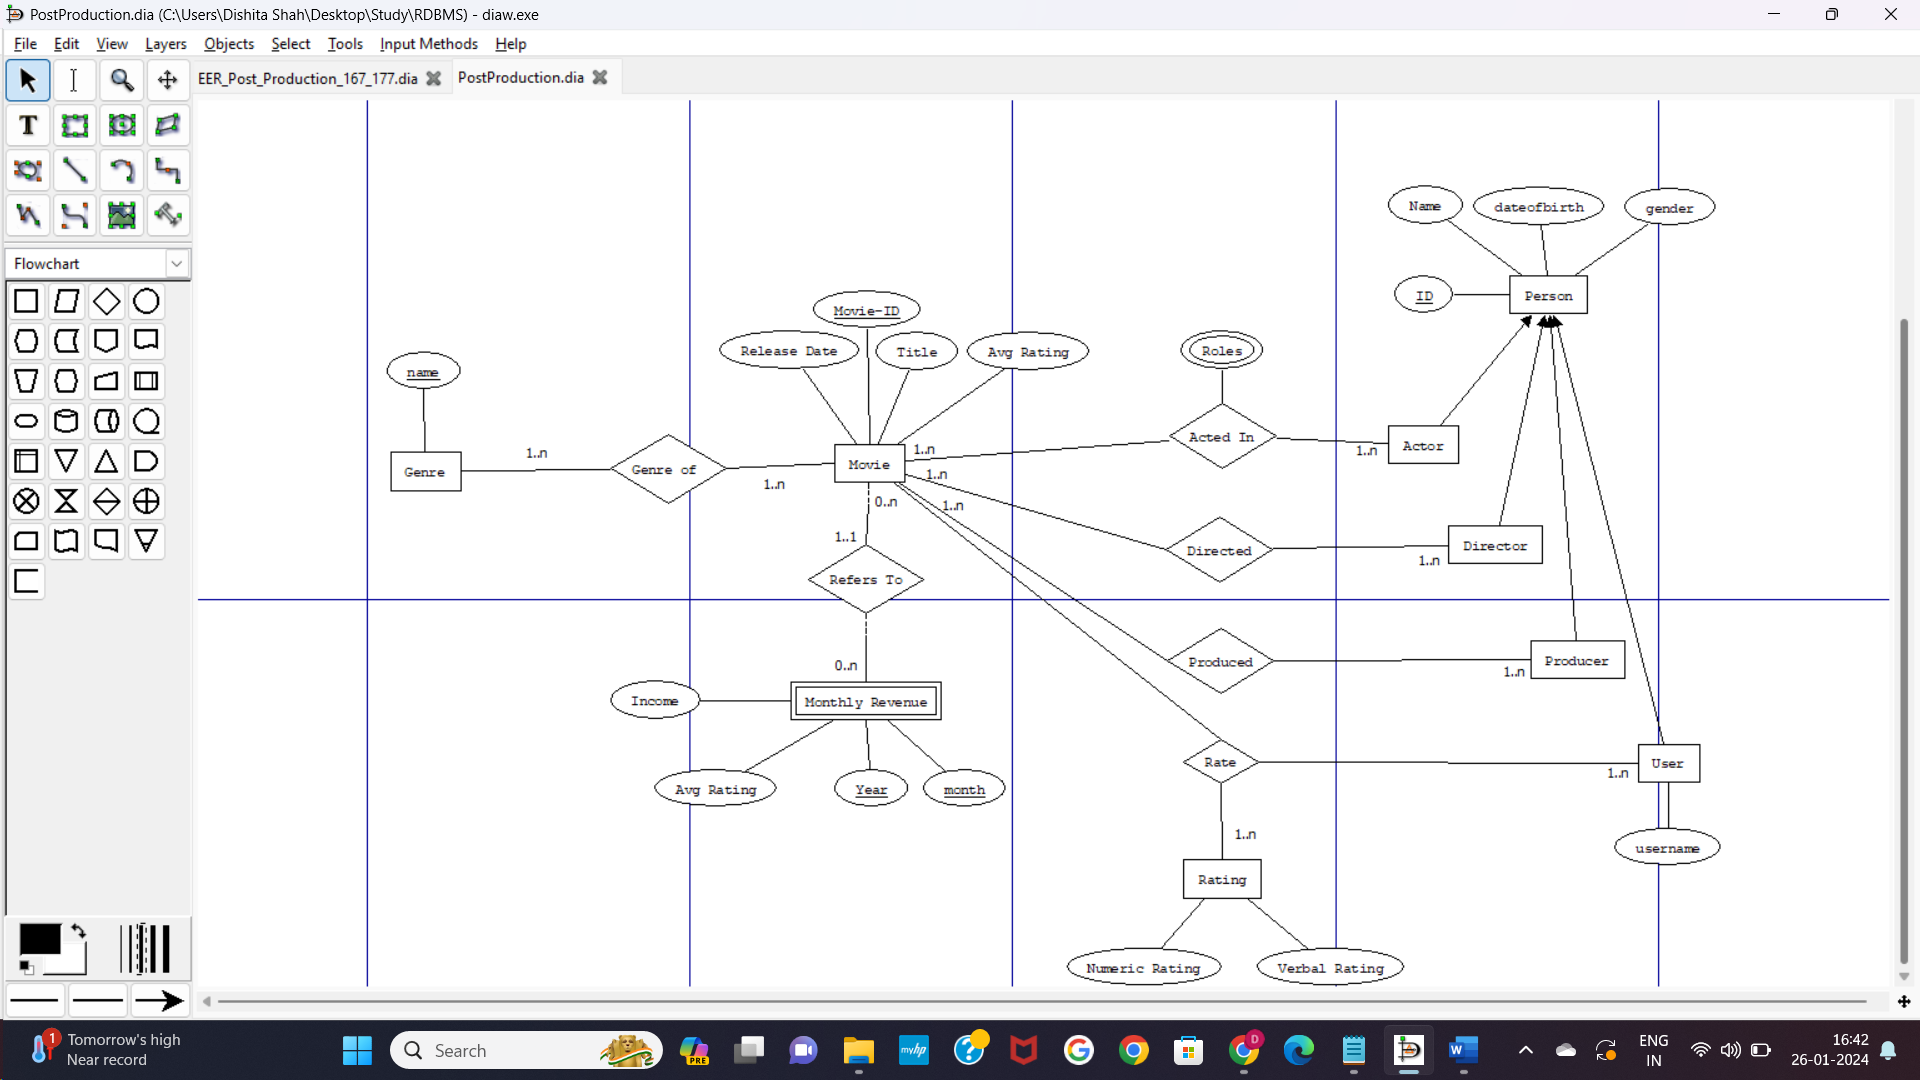 PostProduction.dia (C:\Users\Dishita Shah\Desktop\Study\RDBMS) - diaw.exe
File Edit View Layers Objects Select Tools Input Methods Help
EER_Post_Production_167_177.dia
PostProduction.dia
T
Flowchart
Name
dateofbirth
gender
ID
Person
Movie-ID
Release Date
Title
Avg Rating
Roles
name
Genre
1..n
Genre of
1..n
Movie
1..n
1..n
1..n
0..n
Acted In
1..n
Actor
1..1
Refers To
Directed
1..n
Director
0..n
Produced
1..n
Producer
Income
Monthly Revenue
Avg Rating
Year
month
Rate
1..n
User
1..n
username
Rating
Numeric Rating
Verbal Rating
1
Tomorrow's high
Near record
Search
PRE
myhp
?
G
D
W
ENG
IN
16:42
26-01-2024